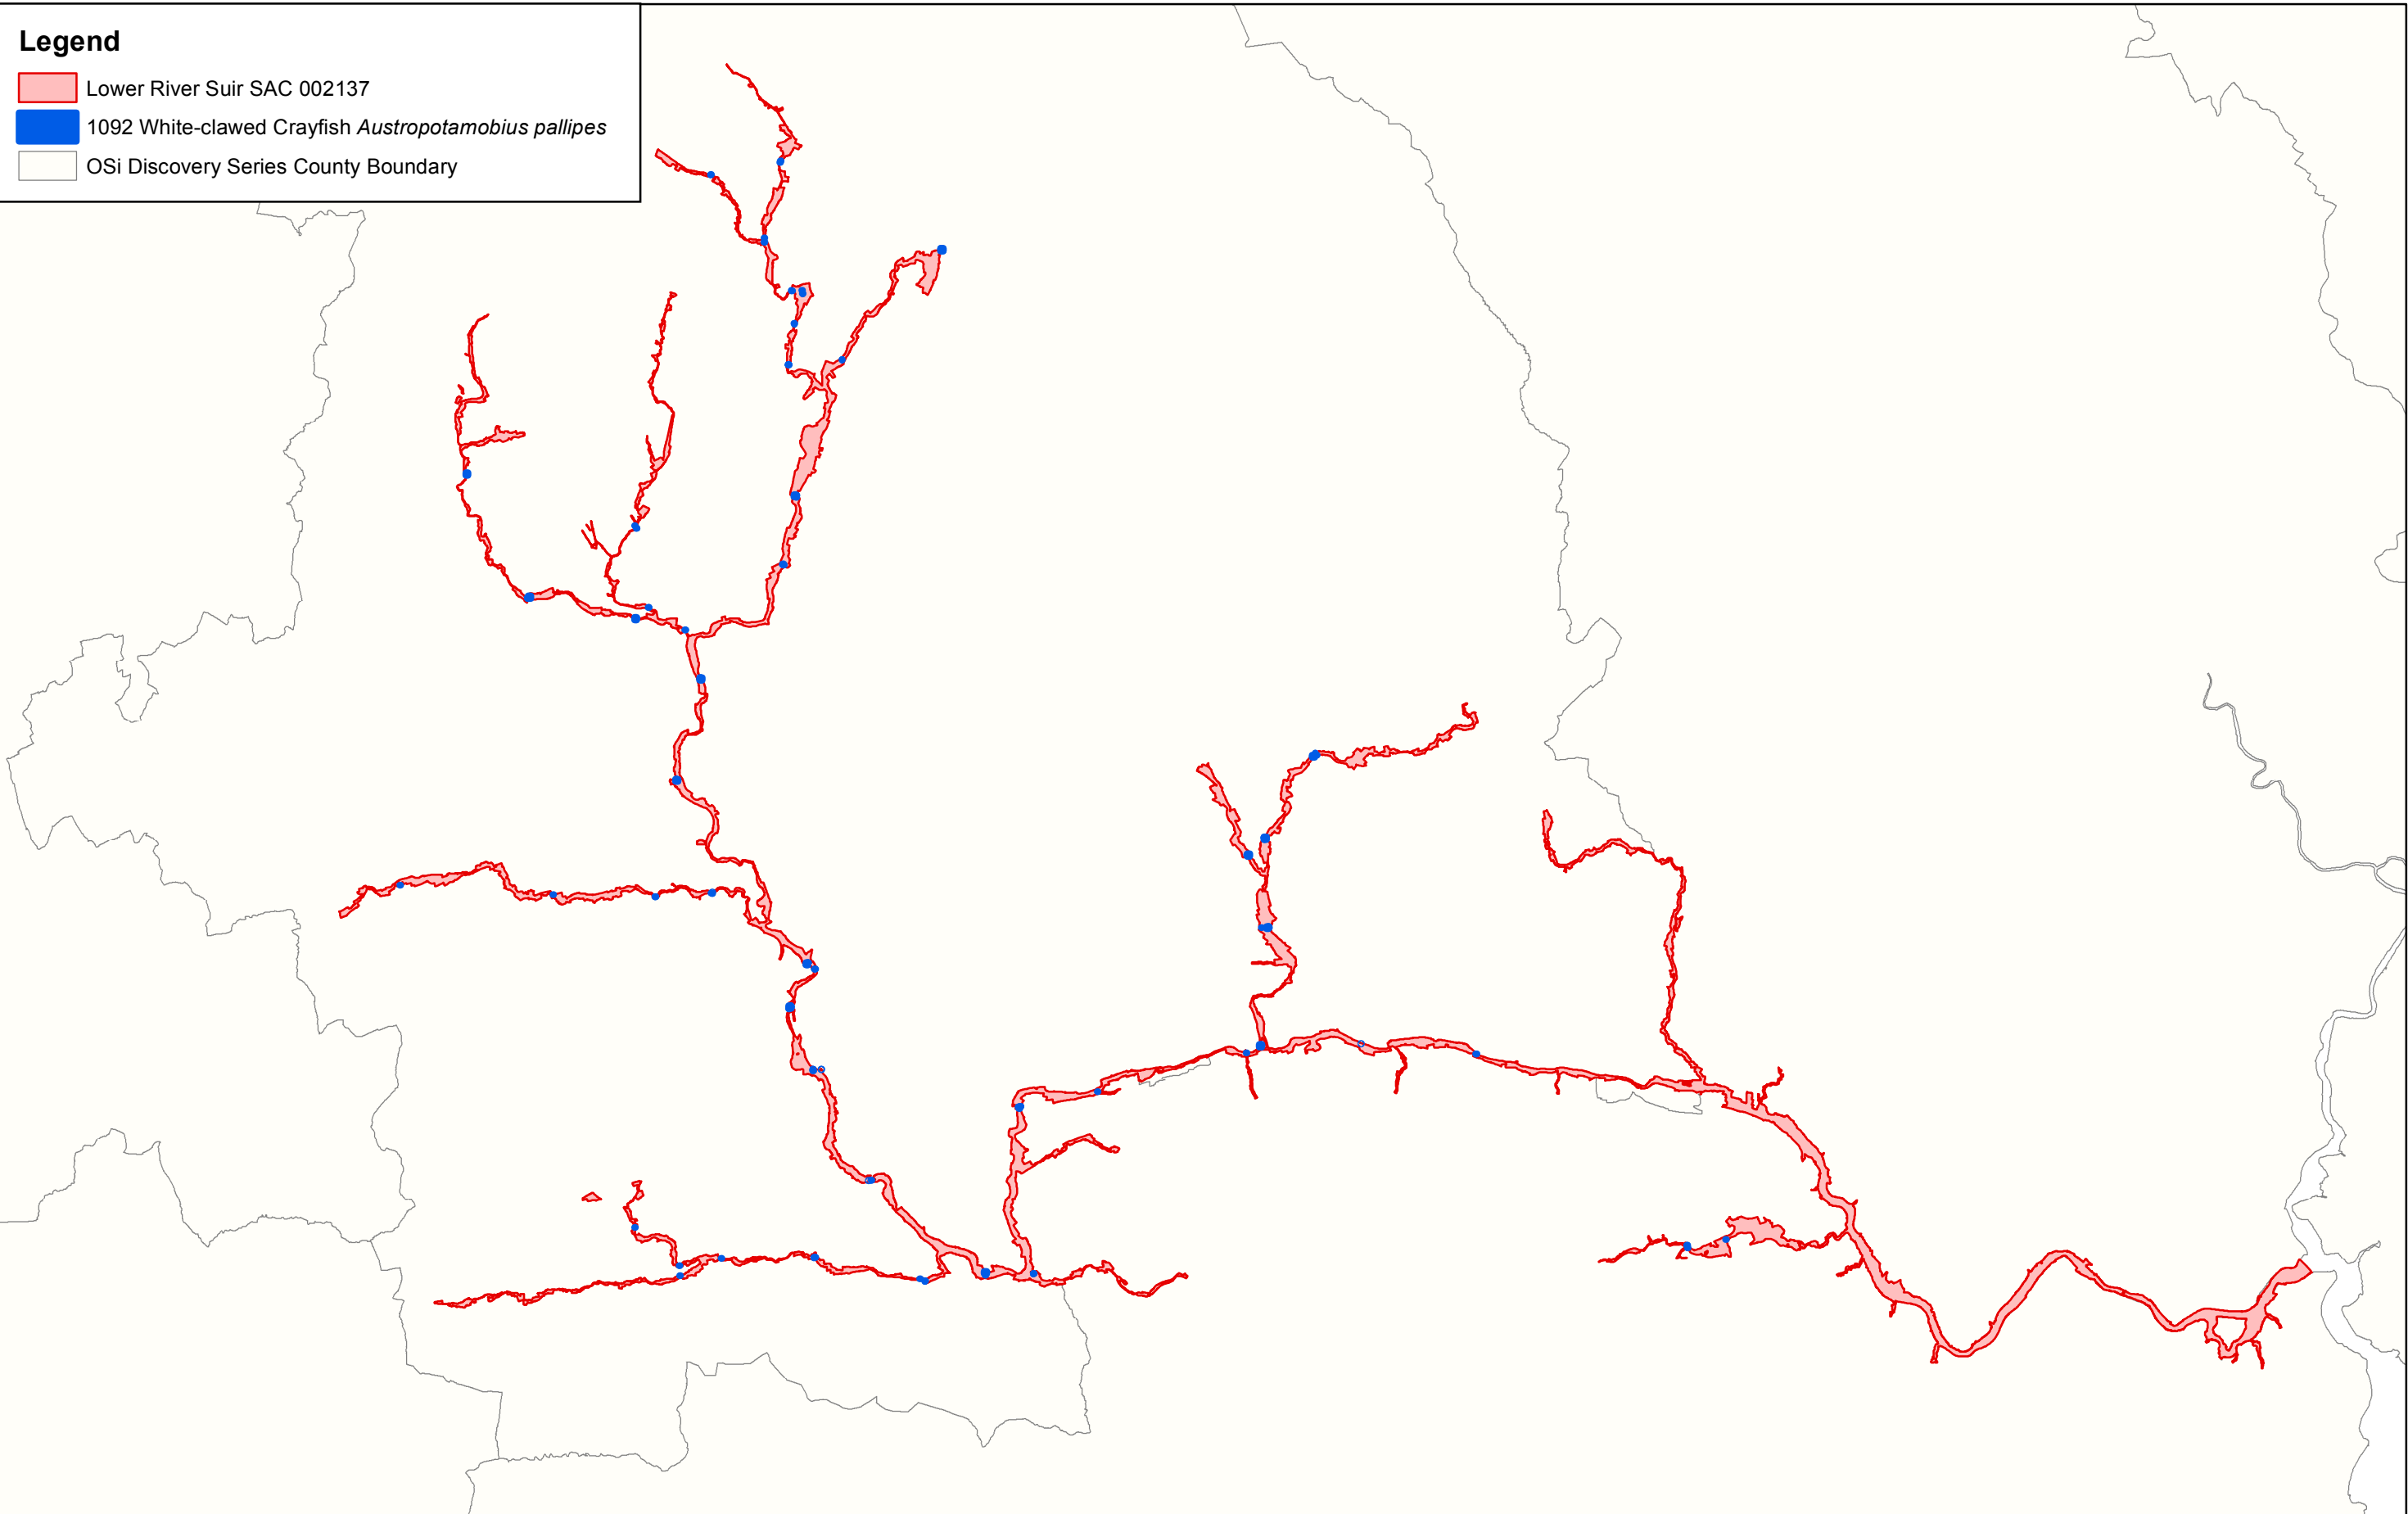 Legend
Lower River Suir SAC 002137
1092 White-clawed Crayfish Austropotamobius pallipes
OSi Discovery Series County Boundary